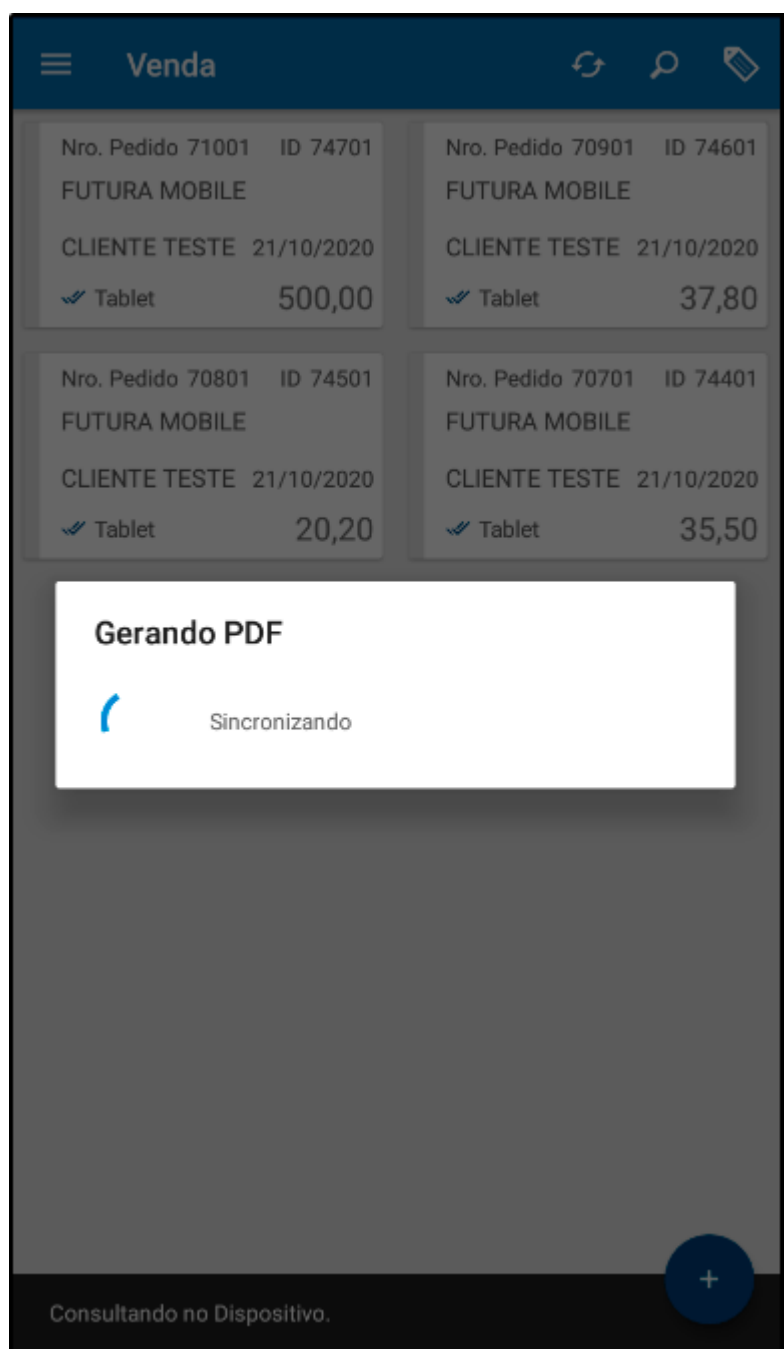 Venda
Nro. Pedido 71001 ID 74701
FUTURA MOBILE
CLIENTE TESTE 21/10/2020
Tablet 500,00
Nro. Pedido 70901 ID 74601
FUTURA MOBILE
CLIENTE TESTE 21/10/2020
Tablet 37,80
Nro. Pedido 70801 ID 74501
FUTURA MOBILE
CLIENTE TESTE 21/10/2020
Tablet 20,20
Nro. Pedido 70701 ID 74401
FUTURA MOBILE
CLIENTE TESTE 21/10/2020
Tablet 35,50
Gerando PDF
Sincronizando
+
Consultando no Dispositivo.